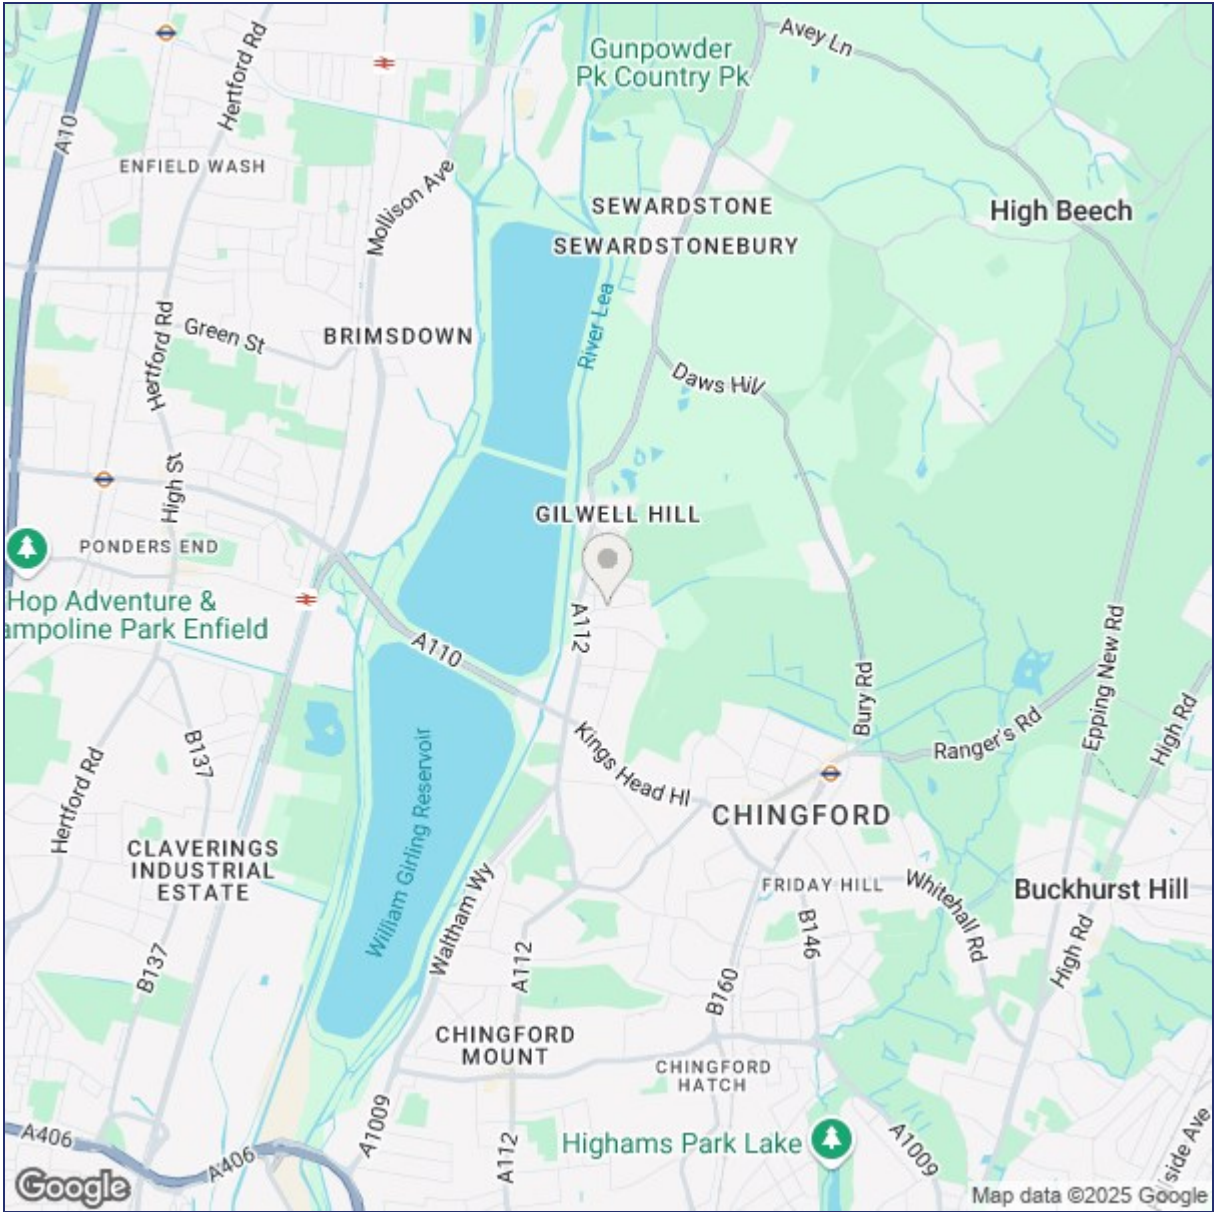 Avey Ln
Gunpowder
Pk Country Pk
Hertford Rd
A10
ENFIELD WASH
Mollison Ave
SEWARDSTONE
High Beech
SEWARDSTONEBURY
River Lea
Hertford Rd
Green St
BRIMSDOWN
Daws Hill
High St
GILWELL HILL
PONDERS END
Hop Adventure &
ampoline Park Enfield
A112
A110
Epping New Rd
Bury Rd
Ranger's Rd
High Rd
B137
Kings Head Hl
William Girling Reservoir
Hertford Rd
CHINGFORD
CLAVERINGS
INDUSTRIAL
ESTATE
FRIDAY HILL
Whitehall Rd
Buckhurst Hill
Waltham Wy
B146
High Rd
B137
A112
B160
CHINGFORD
MOUNT
CHINGFORD
HATCH
A406
A406
A1009
A112
Highams Park Lake
A1009
side Ave
Google
Map data ©2025 Google